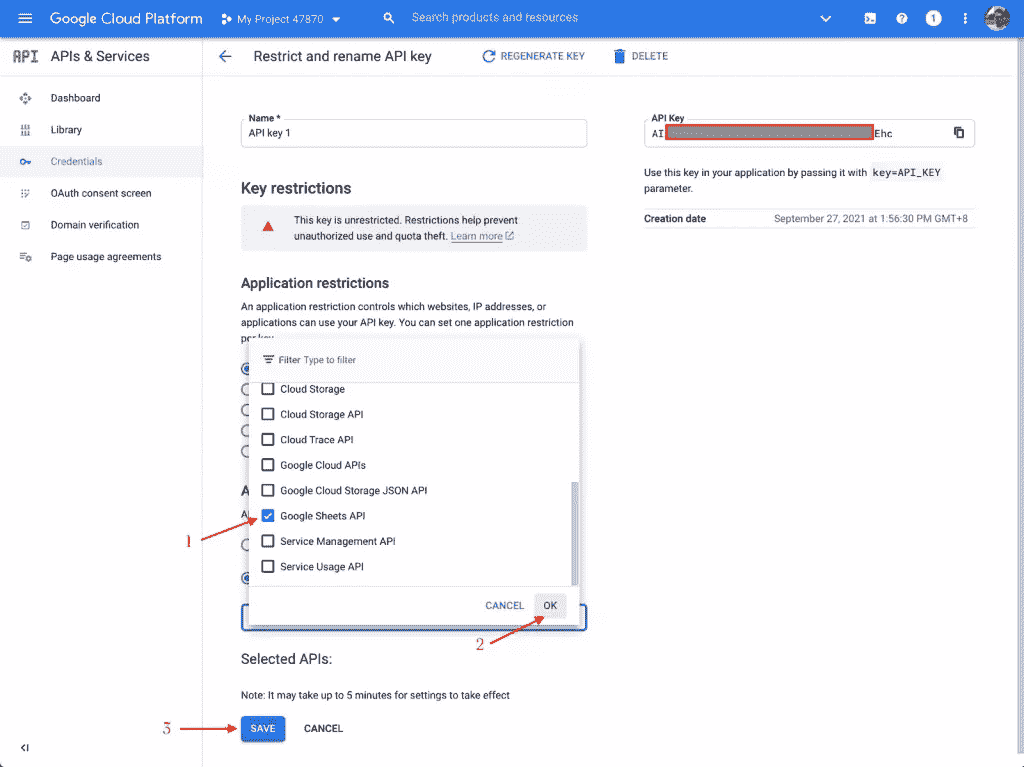 Google Cloud Platform
My Project 47870
Search products and resources
1
API APIs & Services
Restrict and rename API key
REGENERATE KEY
DELETE
Dashboard
Library
Credentials
OAuth consent screen
Domain verification
Page usage agreements
Name *
API key 1
Key restrictions
This key is unrestricted. Restrictions help prevent
unauthorized use and quota theft. Learn more
Application restrictions
An application restriction controls which websites, IP addresses, or
applications can use your API key. You can set one application restriction
per key.
Filter Type to filter
Cloud Storage
Cloud Storage API
Cloud Trace API
Google Cloud APIs
Google Cloud Storage JSON API
Google Sheets API
Service Management API
Service Usage API
1
CANCEL
OK
2
Selected APIs:
Note: It may take up to 5 minutes for settings to take effect
3
SAVE
CANCEL
API Key
AI
Ehc
Use this key in your application by passing it with key=API_KEY
parameter.
Creation date
September 27, 2021 at 1:56:30 PM GMT+8